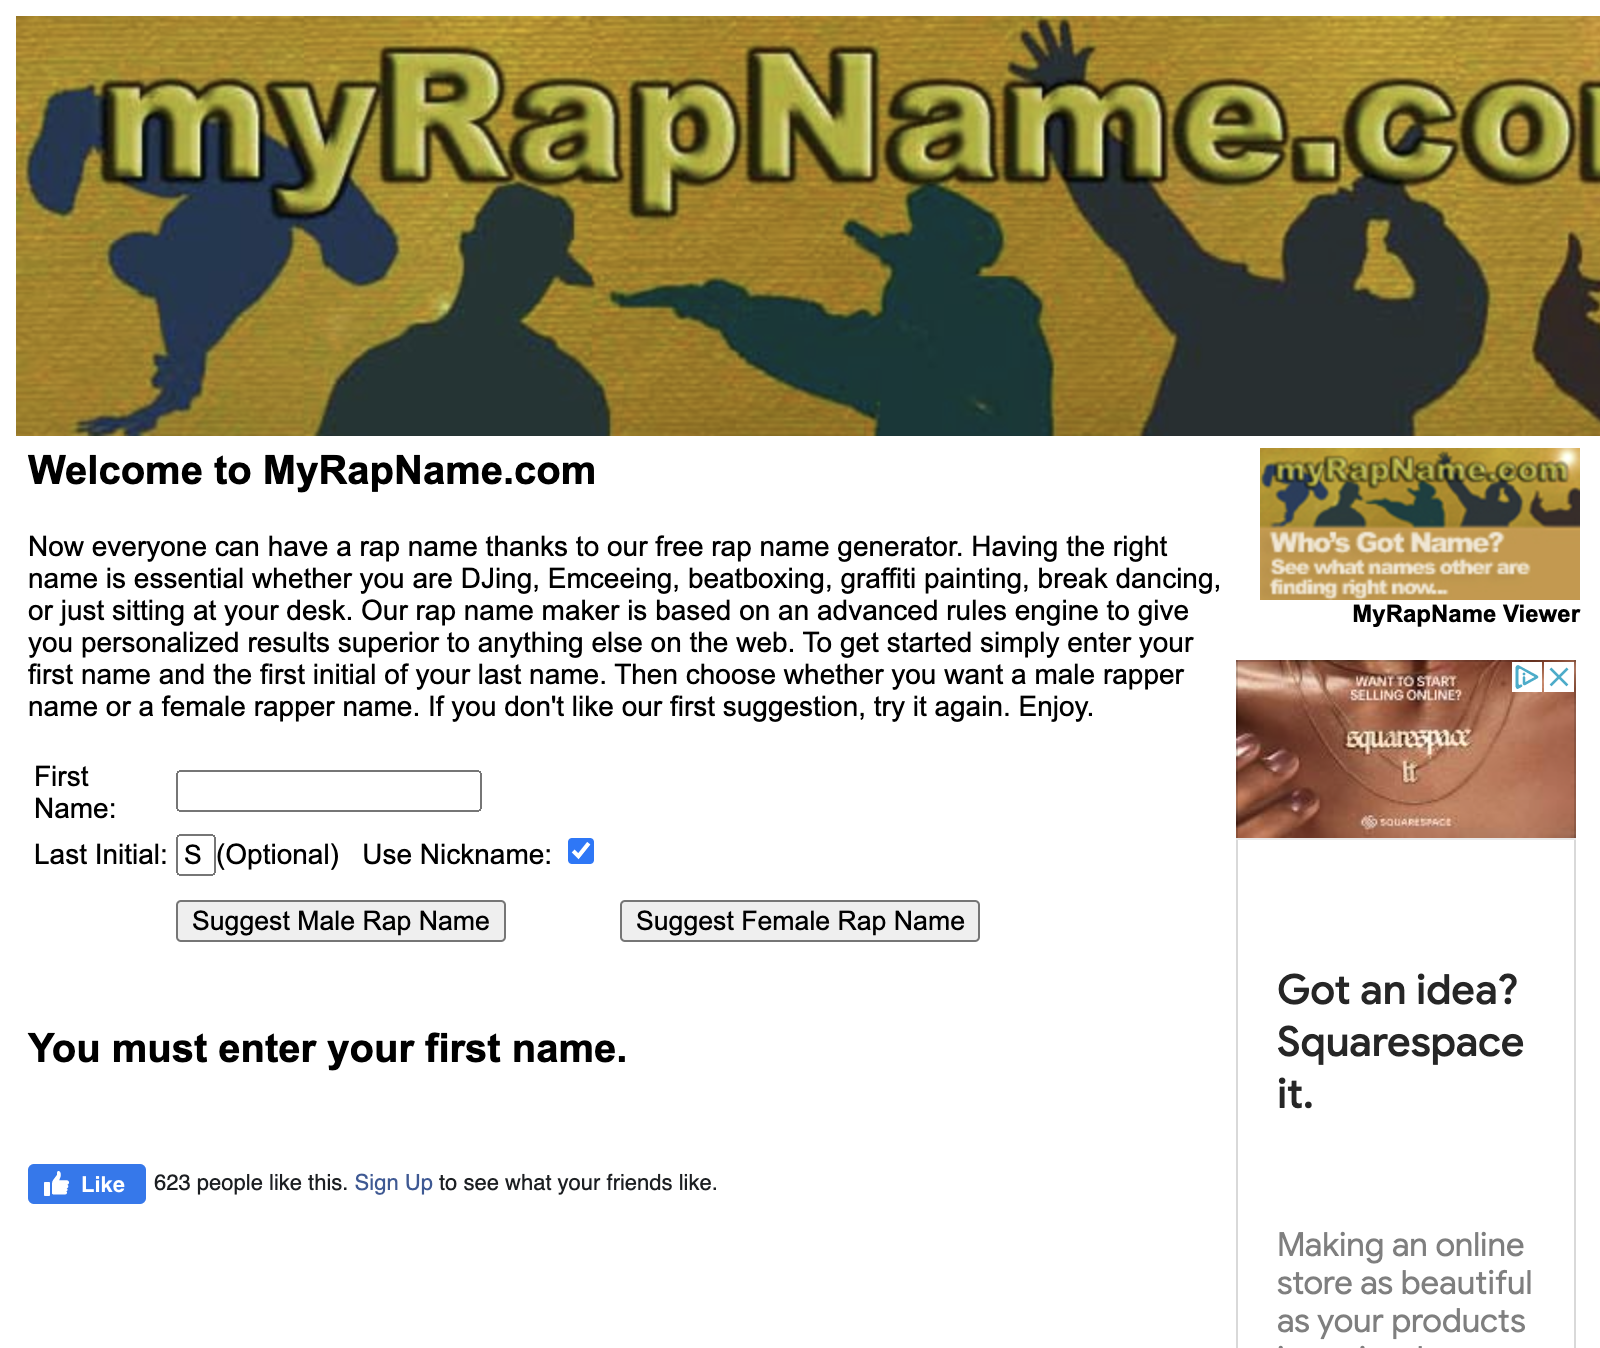 myRapName.co
Welcome to MyRapName.com
Now everyone can have a rap name thanks to our free rap name generator. Having the right
name is essential whether you are DJing, Emceeing, beatboxing, graffiti painting, break dancing,
or just sitting at your desk. Our rap name maker is based on an advanced rules engine to give
you personalized results superior to anything else on the web. To get started simply enter your
first name and the first initial of your last name. Then choose whether you want a male rapper
name or a female rapper name. If you don't like our first suggestion, try it again. Enjoy.
First
Name:
Last Initial: S (Optional) Use Nickname:
Suggest Male Rap Name Suggest Female Rap Name
You must enter your first name.
Like 623 people like this. Sign Up to see what your friends like.
myRapName.com
Who's Got Name?
See what names other are
finding right now...
MyRapName Viewer
WANT TO START
SELLING ONLINE?
squarespace
it
SQUARESPACE
Got an idea?
Squarespace
it.
Making an online
store as beautiful
as your products